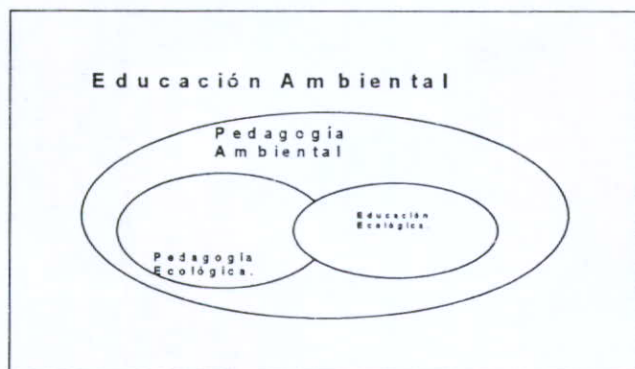 Educación Ambiental
Pedagogía
Ambiental
Educación
Ecológica.
Pedagogía
Ecológica.